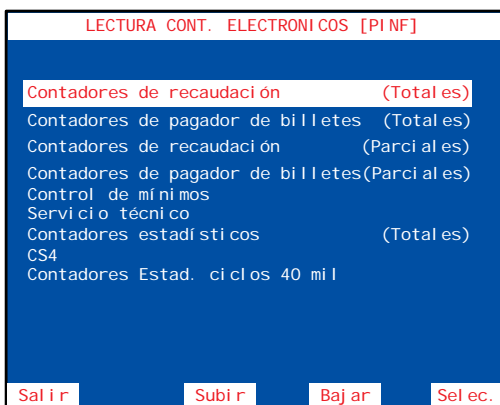 LECTURA CONT. ELECTRONICOS [PINF]
Contadores de recaudación (Totales)
Contadores de pagador de billetes (Totales)
Contadores de recaudación (Parciales)
Contadores de pagador de billetes(Parciales)
Control de mínimos
Servicio técnico
Contadores estadísticos (Totales)
CS4
Contadores Estad. ciclos 40 mil
Salir Subir Bajar Selec.